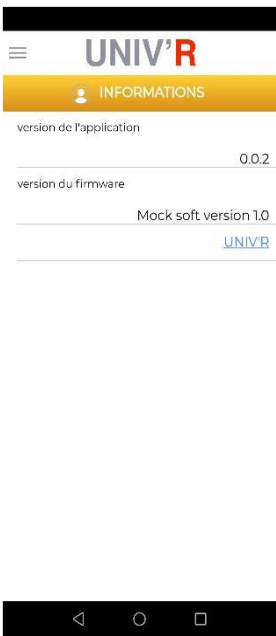 UNIV'R
INFORMATIONS
version de l'application
0.0.2
version du firmware
Mock soft version 1.0
UNIV'R